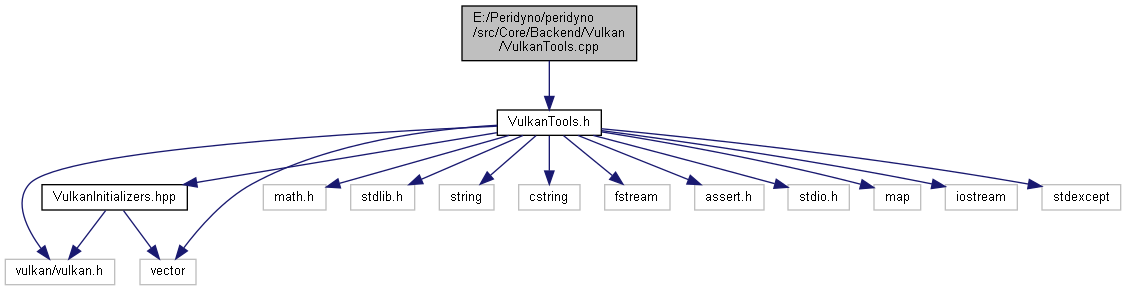 E:/Peridyno/peridyno
/src/Core/Backend/Vulkan
/VulkanTools.cpp
VulkanTools.h
VulkanInitializers.hpp
math.h
stdlib.h
string
cstring
fstream
assert.h
stdio.h
map
iostream
stdexcept
vulkan/vulkan.h
vector